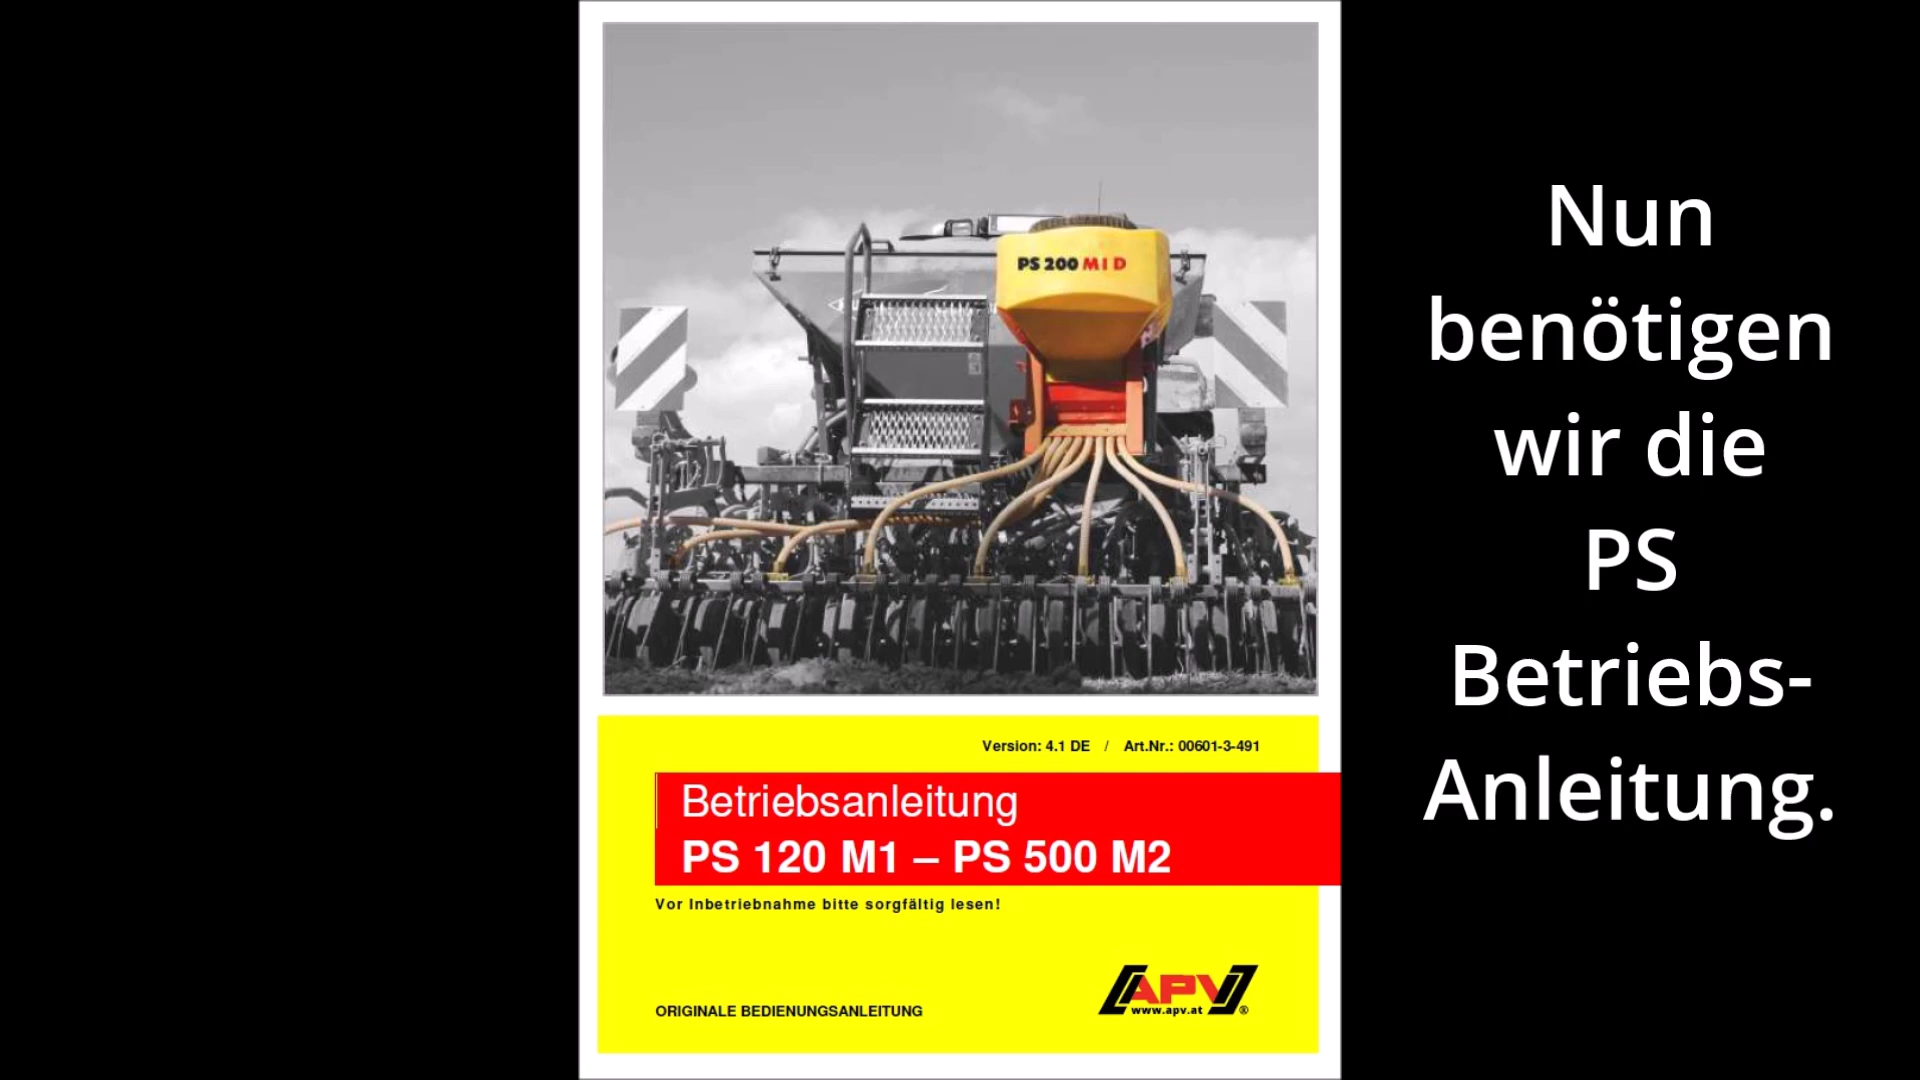 PS 200 M1 D
Version: 4.1 DE / Art.Nr.: 00601-3-491
Betriebsanleitung
PS 120 M1 – PS 500 M2
Vor Inbetriebnahme bitte sorgfältig lesen!
ORIGINALE BEDIENUNGSANLEITUNG
APV
www.apv.at ®
Nun
benötigen
wir die
PS
Betriebs-
Anleitung.